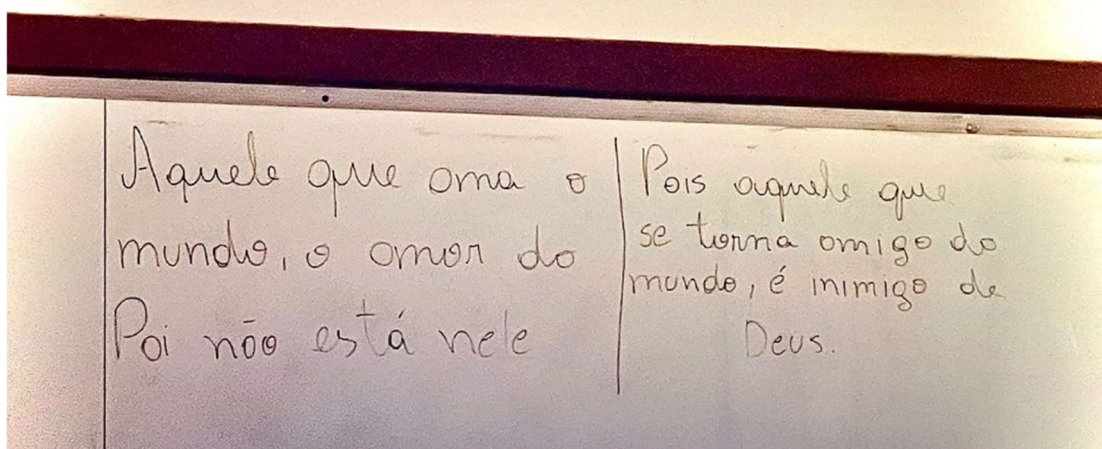 Aquele que ama o
mundo, o amor do
Pai não está nele
Pois aquele que
se torna amigo do
mundo, é inimigo de
Deus.